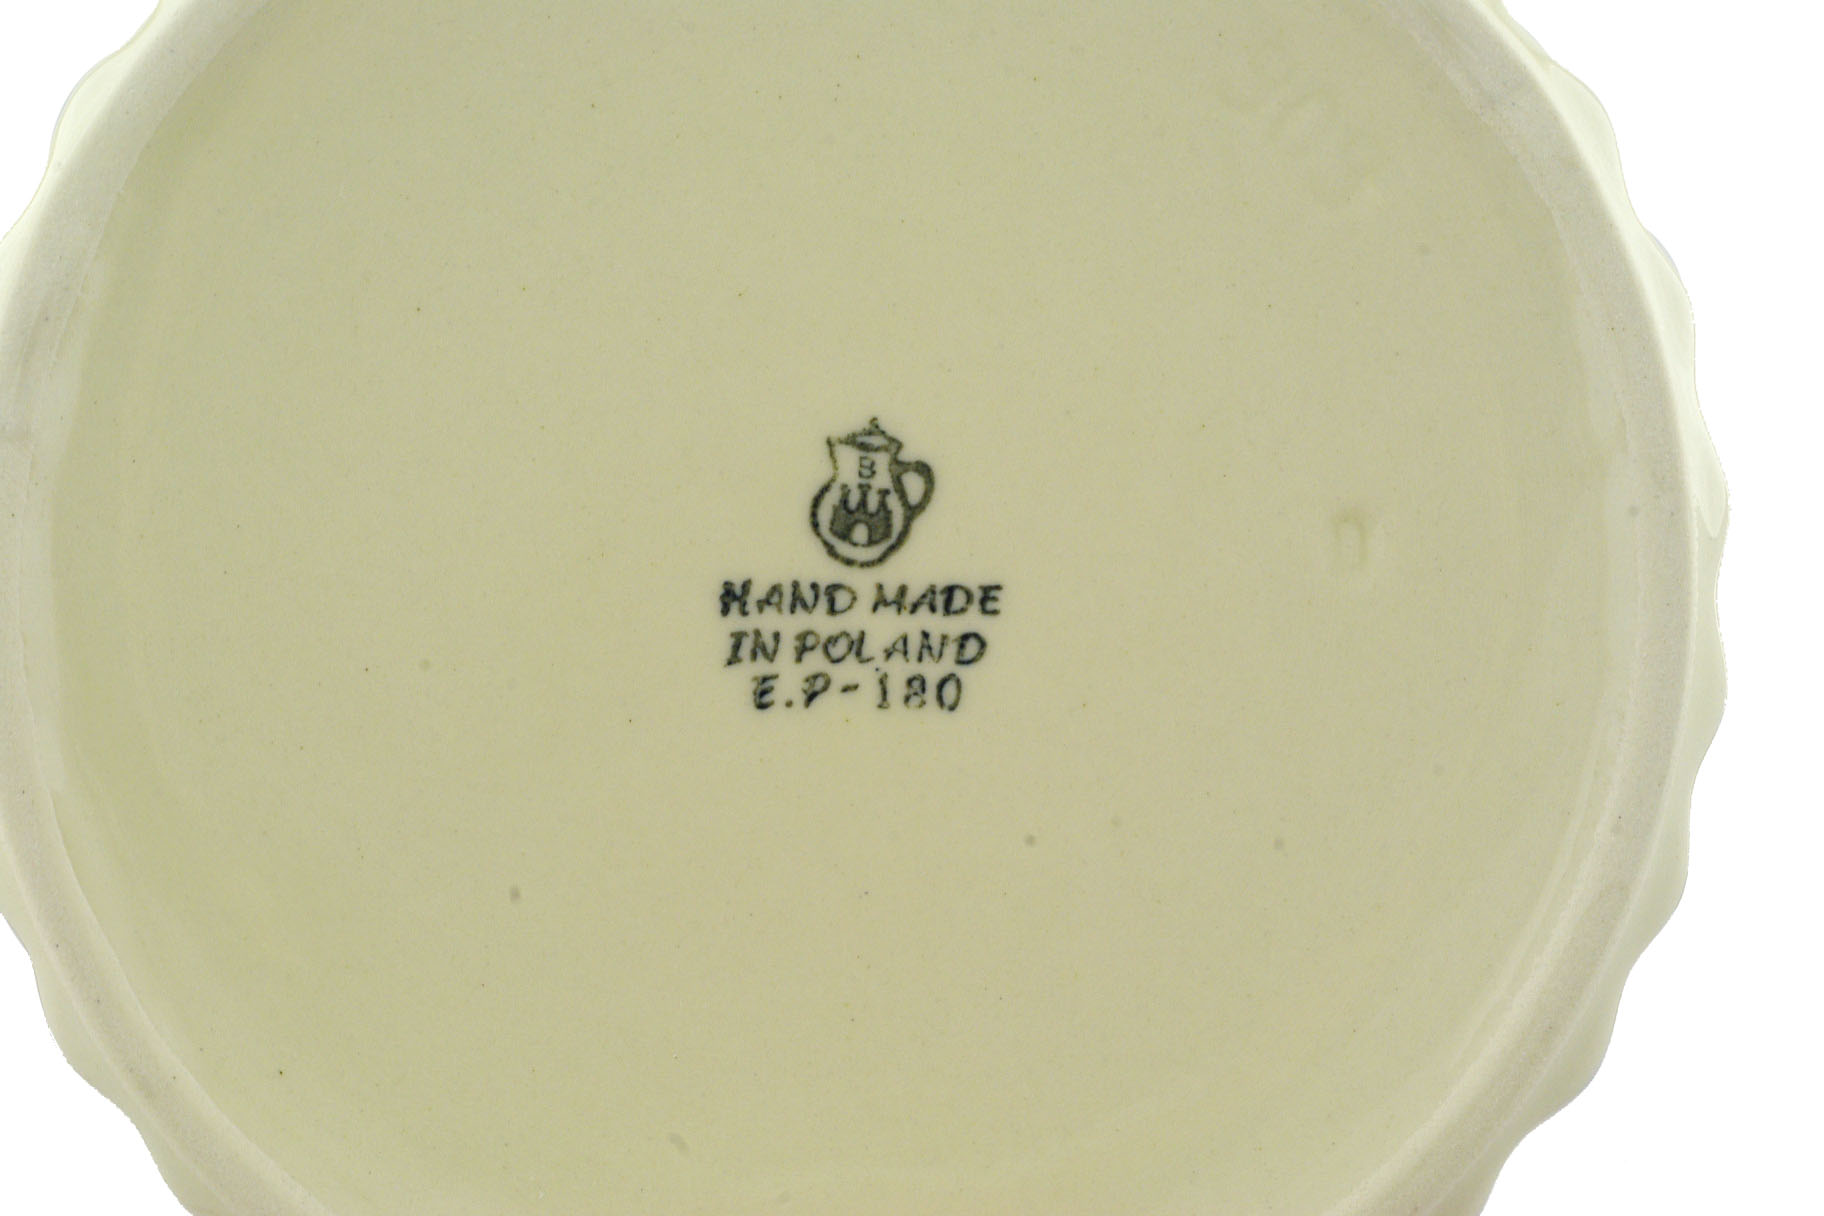 B
HAND MADE
IN POLAND
E.P-180